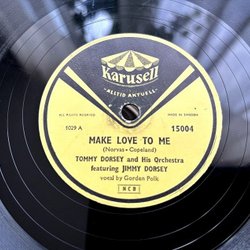 Karusell
ALLTID AKTUELL
ALL RIGHTS RESERVED
MADE IN SWEDEN
5029 A
15004
MAKE LOVE TO ME
(Norvas - Copeland)
TOMMY DORSEY and His Orchestra
featuring JIMMY DORSEY
vocal by Gordon Polk
NCB